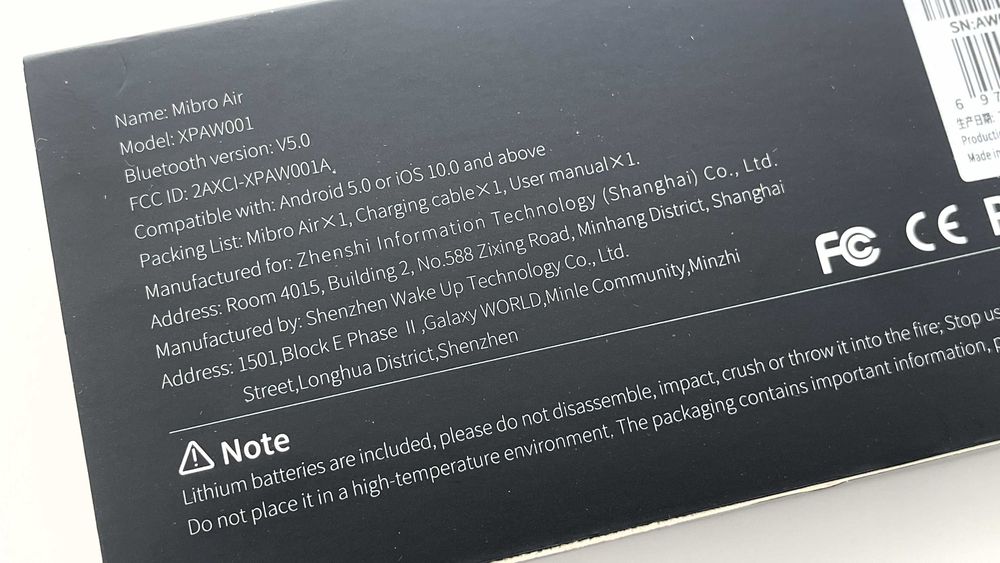 Name: Mibro Air
Model: XPAW001
Bluetooth version: V5.0
FCC ID: 2AXCI-XPAW001A
Compatible with: Android 5.0 or iOS 10.0 and above
Packing List: Mibro Air×1, Charging cable×1, User manual×1.
Manufactured for: Zhenshi Information Technology (Shanghai) Co., Ltd.
Address: Room 4015, Building 2, No.588 Zixing Road, Minhang District, Shanghai
Manufactured by: Shenzhen Wake Up Technology Co., Ltd.
Address: 1501,Block E Phase Ⅱ,Galaxy WORLD,Minle Community,Minzhi
Street,Longhua District,Shenzhen
FC CE
Note
Lithium batteries are included, please do not disassemble, impact, crush or throw it into the fire; Stop
Do not place it in a high-temperature environment. The packaging contains important information,
SN:AW
6 97
生产日期:
Made in